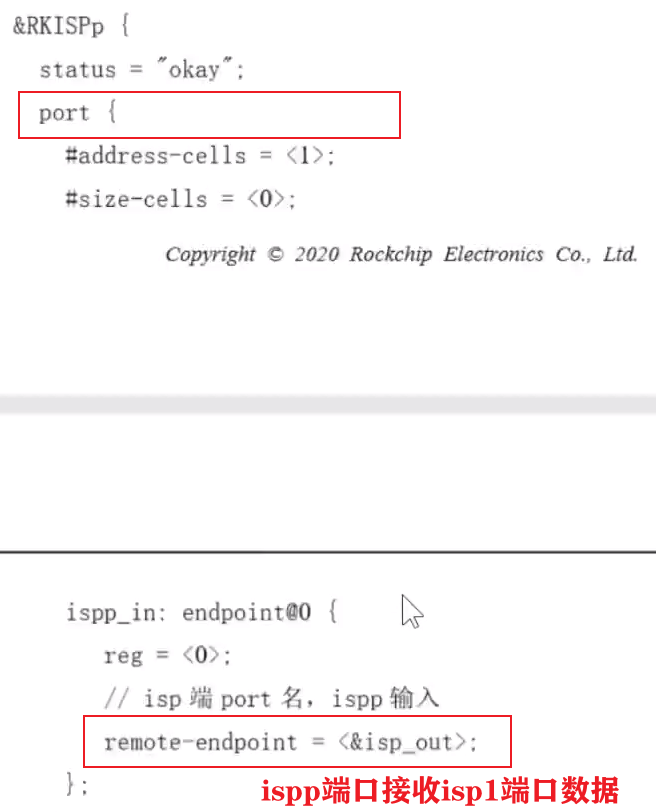 &RKISPp {
status = "okay";
port {
#address-cells = <1>;
#size-cells = <0>;
Copyright © 2020 Rockchip Electronics Co., Ltd.
ispp_in: endpoint@0 {
reg = <0>;
// isp 端 port 名，ispp 输入
remote-endpoint = <&isp_out>;
};
ispp端口接收isp1端口数据